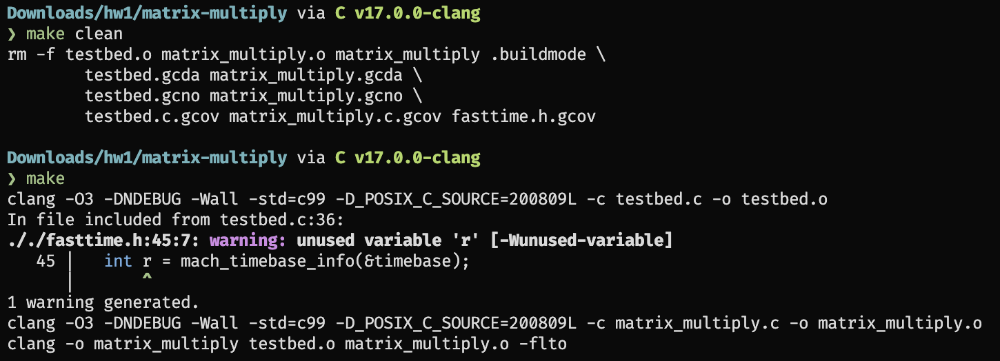 Downloads/hw1/matrix-multiply via C v17.0.0-clang
❯ make clean
rm -f testbed.o matrix_multiply.o matrix_multiply .buildmode \
        testbed.gcda matrix_multiply.gcda \
        testbed.gcno matrix_multiply.gcno \
        testbed.c.gcov matrix_multiply.c.gcov fasttime.h.gcov
Downloads/hw1/matrix-multiply via C v17.0.0-clang
❯ make
clang -O3 -DNDEBUG -Wall -std=c99 -D_POSIX_C_SOURCE=200809L -c testbed.c -o testbed.o
In file included from testbed.c:36:
././fasttime.h:45:7: warning: unused variable 'r' [-Wunused-variable]
   45 |   int r = mach_timebase_info(&timebase);
      |       ^
1 warning generated.
clang -O3 -DNDEBUG -Wall -std=c99 -D_POSIX_C_SOURCE=200809L -c matrix_multiply.c -o matrix_multiply.o
clang -o matrix_multiply testbed.o matrix_multiply.o -flto